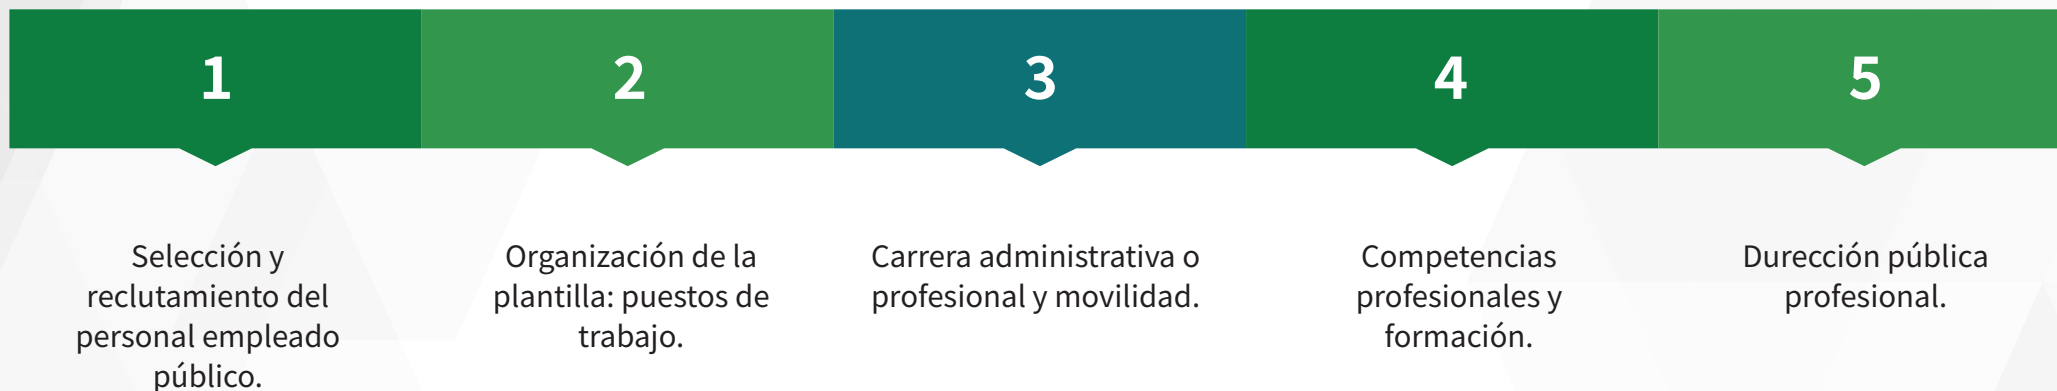 1
Selección y
reclutamiento del
personal empleado
público.
2
Organización de la
plantilla: puestos de
trabajo.
3
Carrera administrativa o
profesional y movilidad.
4
Competencias
profesionales y
formación.
5
Durección pública
profesional.